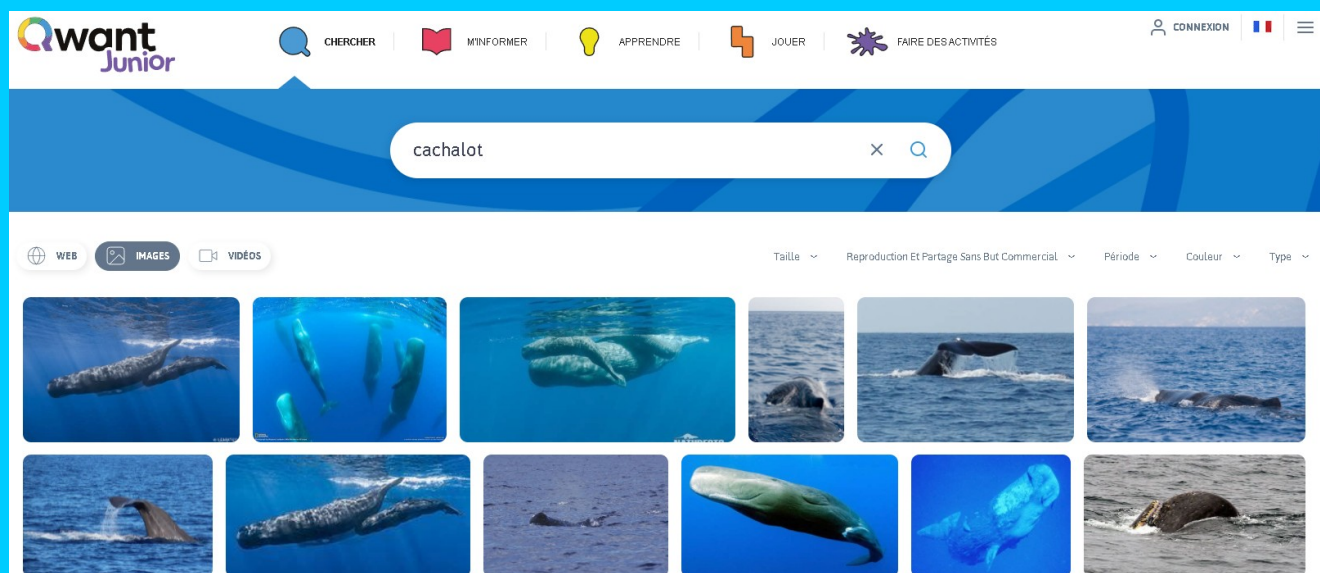 Qwant
Junior
CHERCHER
M'INFORMER
APPRENDRE
JOUER
FAIRE DES ACTIVITÉS
CONNEXION
cachalot
WEB
IMAGES
VIDÉOS
Taille
Reproduction Et Partage Sans But Commercial
Période
Couleur
Type